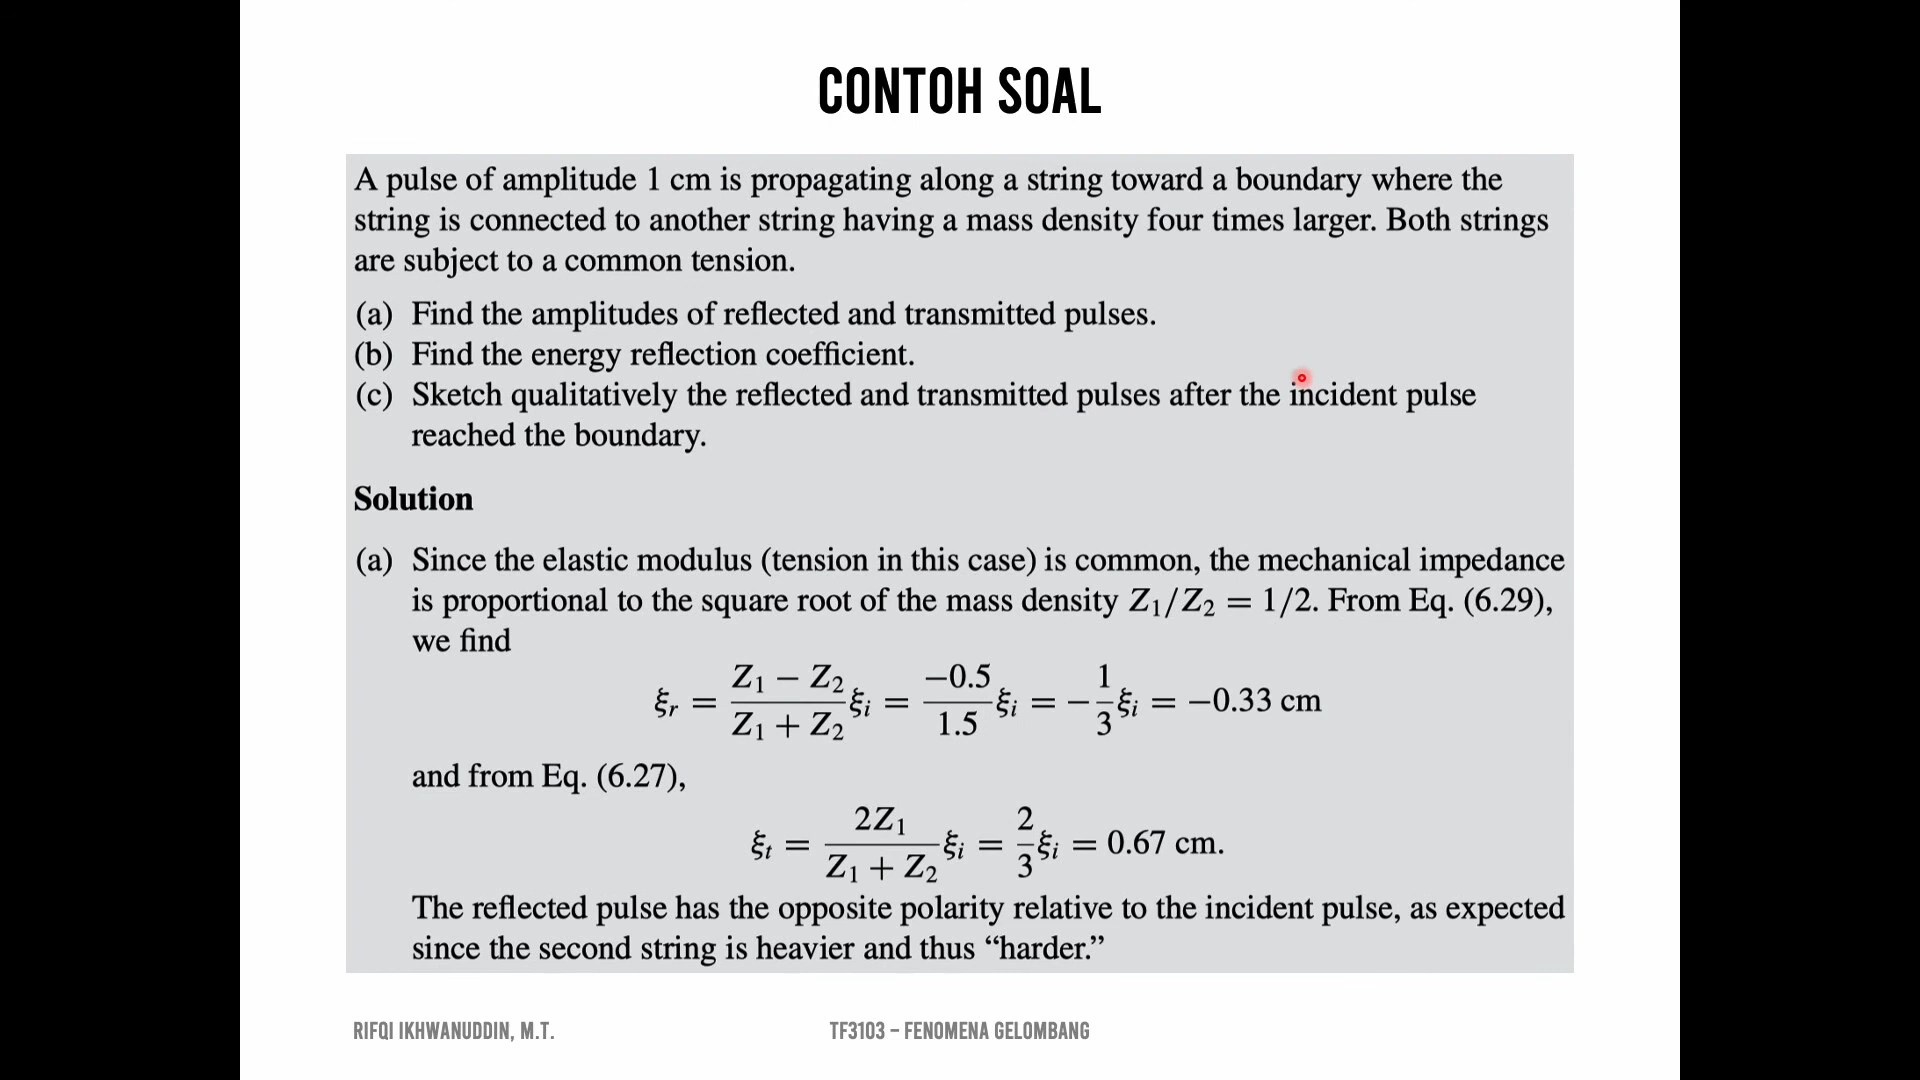 CONTOH SOAL
A pulse of amplitude 1 cm is propagating along a string toward a boundary where the
string is connected to another string having a mass density four times larger. Both strings
are subject to a common tension.
(a) Find the amplitudes of reflected and transmitted pulses.
(b) Find the energy reflection coefficient.
(c) Sketch qualitatively the reflected and transmitted pulses after the incident pulse
reached the boundary.
Solution
(a) Since the elastic modulus (tension in this case) is common, the mechanical impedance
is proportional to the square root of the mass density Z₁/Z₂ = 1/2. From Eq. (6.29),
we find
ξᵣ = (Z₁ − Z₂)/(Z₁ + Z₂) ξᵢ = −0.5/1.5 ξᵢ = −1/3 ξᵢ = −0.33 cm
and from Eq. (6.27),
ξₜ = 2Z₁/(Z₁ + Z₂) ξᵢ = 2/3 ξᵢ = 0.67 cm.
The reflected pulse has the opposite polarity relative to the incident pulse, as expected
since the second string is heavier and thus “harder.”
RIFQI IKHWANUDDIN, M.T. TF3103 – FENOMENA GELOMBANG